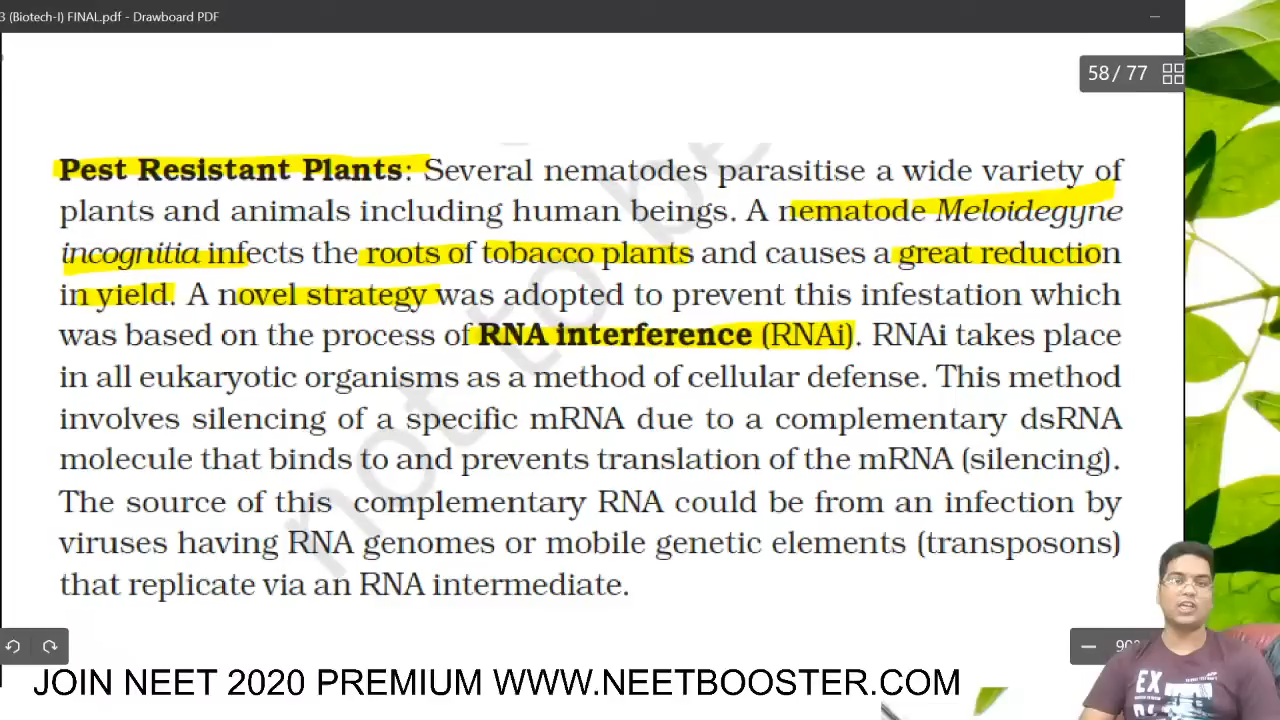 3 (Biotech-I) FINAL.pdf - Drawboard PDF
58 / 77
Pest Resistant Plants: Several nematodes parasitise a wide variety of
plants and animals including human beings. A nematode Meloidegyne
incognitia infects the roots of tobacco plants and causes a great reduction
in yield. A novel strategy was adopted to prevent this infestation which
was based on the process of RNA interference (RNAi). RNAi takes place
in all eukaryotic organisms as a method of cellular defense. This method
involves silencing of a specific mRNA due to a complementary dsRNA
molecule that binds to and prevents translation of the mRNA (silencing).
The source of this complementary RNA could be from an infection by
viruses having RNA genomes or mobile genetic elements (transposons)
that replicate via an RNA intermediate.
not to be
EX
JOIN NEET 2020 PREMIUM WWW.NEETBOOSTER.COM